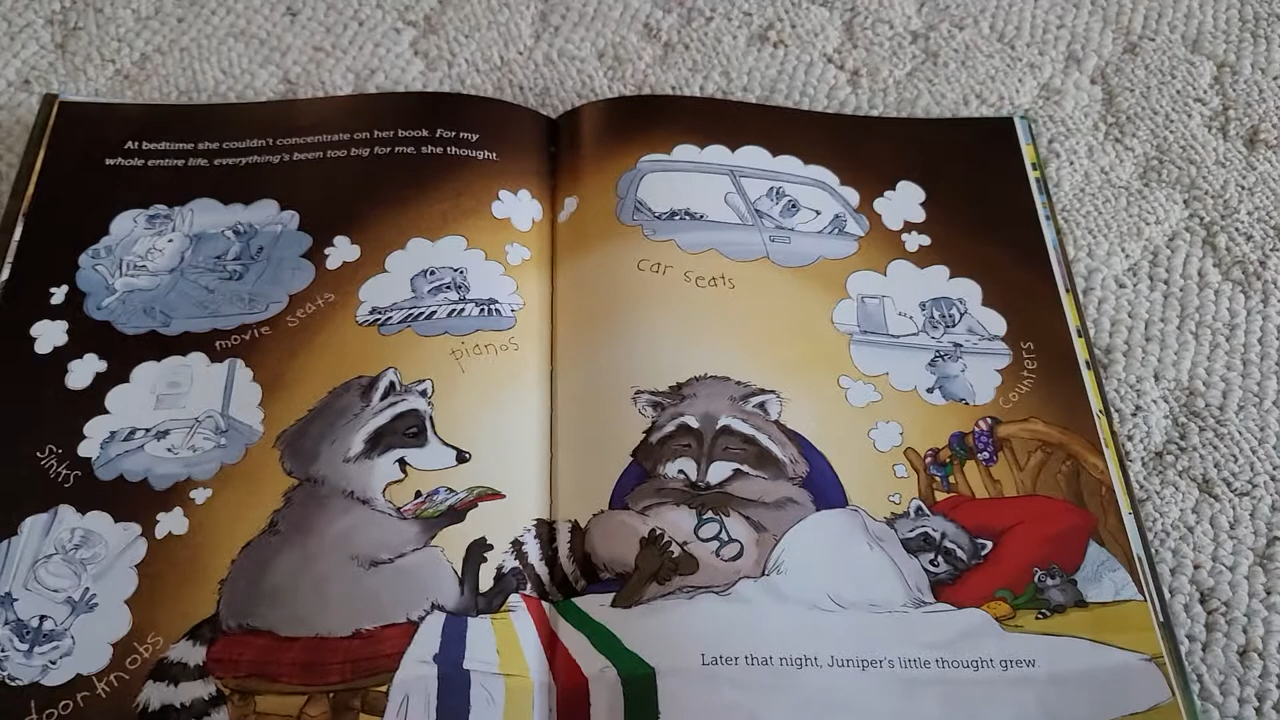 At bedtime she couldn't concentrate on her book. For my
whole entire life, everything's been too big for me, she thought.
movie seats
pianos
sinks
doorknobs
car seats
counters
Later that night, Juniper's little thought grew.